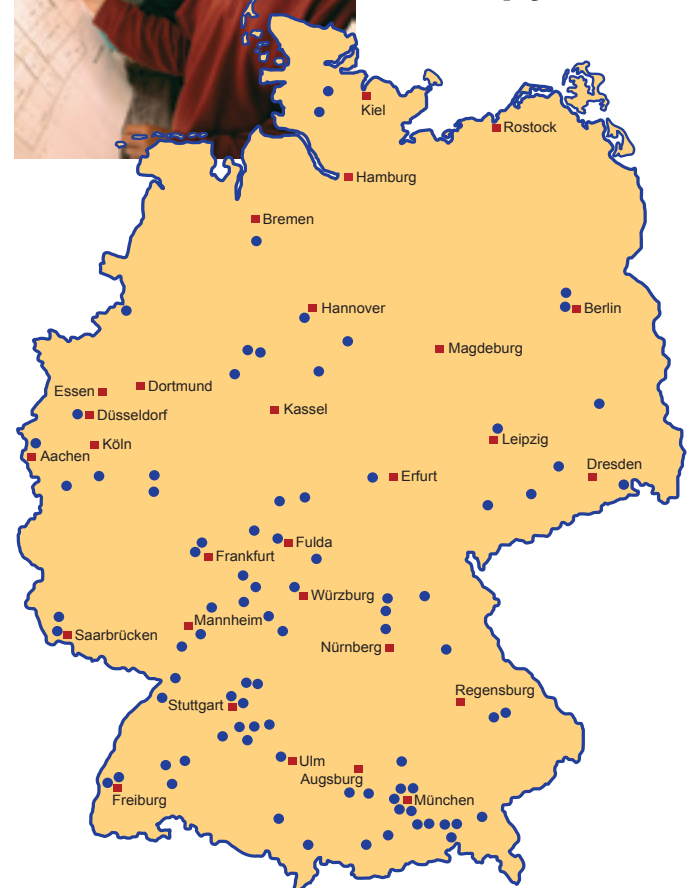 Kiel
Rostock
Hamburg
Bremen
Hannover
Berlin
Magdeburg
Essen
Dortmund
Düsseldorf
Kassel
Köln
Aachen
Leipzig
Erfurt
Dresden
Fulda
Frankfurt
Würzburg
Mannheim
Saarbrücken
Nürnberg
Regensburg
Stuttgart
Ulm
Augsburg
Freiburg
München